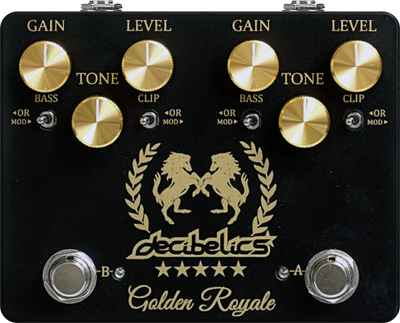 GAIN LEVEL GAIN LEVEL
TONE TONE
BASS CLIP BASS CLIP
◂OR ◂OR ◂OR ◂OR
MOD▸ MOD▸ MOD▸ MOD▸
decibelics
B A
Golden Royale